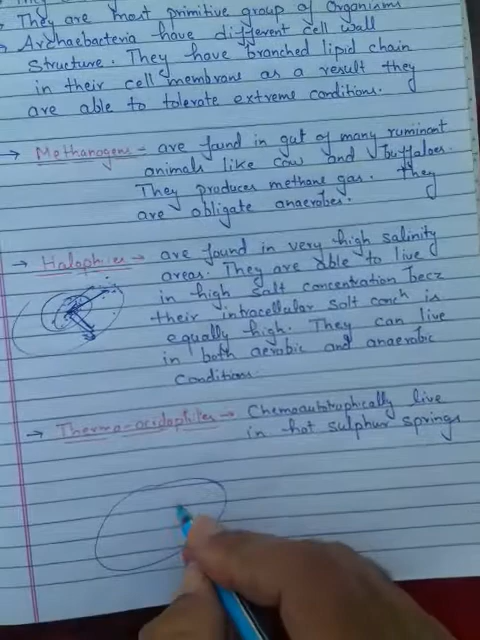 → They are most primitive group of Organisms
→ Archaebacteria have different cell wall
structure. They have branched lipid chain
in their cell membrane as a result they
are able to tolerate extreme conditions.
→ Methanogens - are found in gut of many ruminant
animals like cow and buffaloes.
They produces methane gas. They
are obligate anaerobes.
→ Halophiles → are found in very high salinity
areas. They are able to live
in high salt concentration becz
their intracellular salt concn is
equally high. They can live
in both aerobic and anaerobic
conditions.
→ Thermo-acidophiles → Chemoautotrophically live
in hot sulphur springs